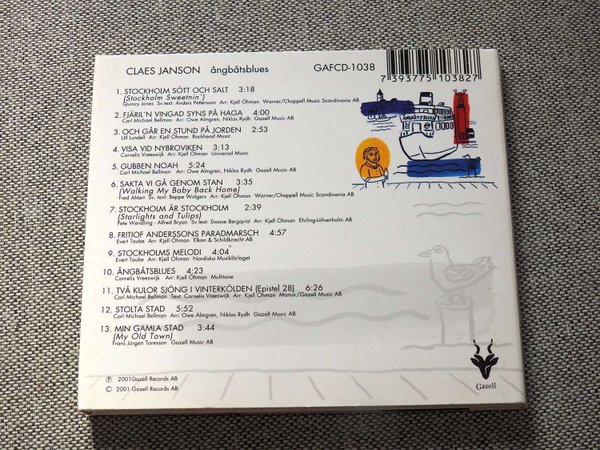 CLAES JANSON ångbåtsblues GAFCD-1038
7 393775 103827
1. STOCKHOLM SÖTT OCH SALT 3:18
(Stockholm Sweetnin')
Quincy Jones Sv text: Anders Pettersson Arr: Kjell Öhman Warner/Chappell Music Scandinavia AB
2. FJÄRIL'N VINGAD SYNS PÅ HAGA 4:00
Carl Michael Bellman Arr: Owe Almgren, Niklas Rydh Gazell Music AB
3. OCH GÅR EN STUND PÅ JORDEN 2:53
Ulf Lundell Arr: Kjell Öhman Rockhead Music
4. VISA VID NYBROVIKEN 3:13
Cornelis Vreeswijk Arr: Kjell Öhman Universal Music
5. GUBBEN NOAH 5:24
Carl Michael Bellman Arr: Owe Almgren, Niklas Rydh Gazell Music AB
6. SAKTA VI GÅ GENOM STAN 3:35
(Walking My Baby Back Home)
Fred Ahlert Sv. text: Beppe Wolgers Arr: Kjell Öhman Warner/Chappell Music Scandinavia AB
7. STOCKHOLM ÄR STOCKHOLM 2:39
(Starlights and Tulips)
Pete Wendling - Alfred Bryan Sv. text: Svasse Bergqvist Arr: Kjell Öhman Ehrling-Löfvenholm AB
8. FRITIOF ANDERSSONS PARADMARSCH 4:57
Evert Taube Arr: Kjell Öhman Elkan & Schildknecht AB
9. STOCKHOLMS MELODI 4:04
Evert Taube Arr: Kjell Öhman Nordiska Musikförlaget
10. ÅNGBÅTSBLUES 4:23
Cornelis Vreeswijk Arr: Kjell Öhman Multitone
11. TVÅ KULOR SJÖNG I VINTERKÖLDEN (Epistel 28) 6:26
Carl Michael Bellman Text: Cornelis Vreeswijk Arr: Kjell Öhman Manus/Gazell Music AB
12. STOLTA STAD 5:52
Carl Michael Bellman Arr: Owe Almgren, Niklas Rydh Gazell Music AB
13. MIN GAMLA STAD 3:44
(My Old Town)
Frans Jörgen Toresson Gazell Music AB
Gazell
Ⓟ 2001 Gazell Records AB
© 2001 Gazell Records AB